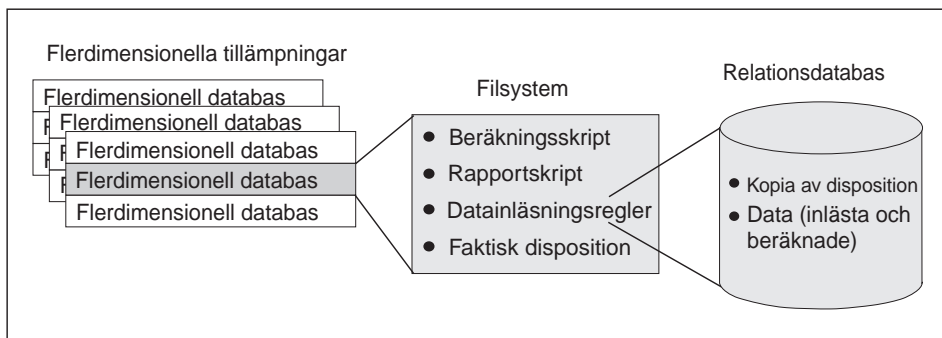 Flerdimensionella tillämpningar
Flerdimensionell databas
Flerdimensionell databas
Flerdimensionell databas
Flerdimensionell databas
Flerdimensionell databas
Filsystem
● Beräkningsskript
● Rapportskript
● Datainläsningsregler
● Faktisk disposition
Relationsdatabas
● Kopia av disposition
● Data (inlästa och
beräknade)